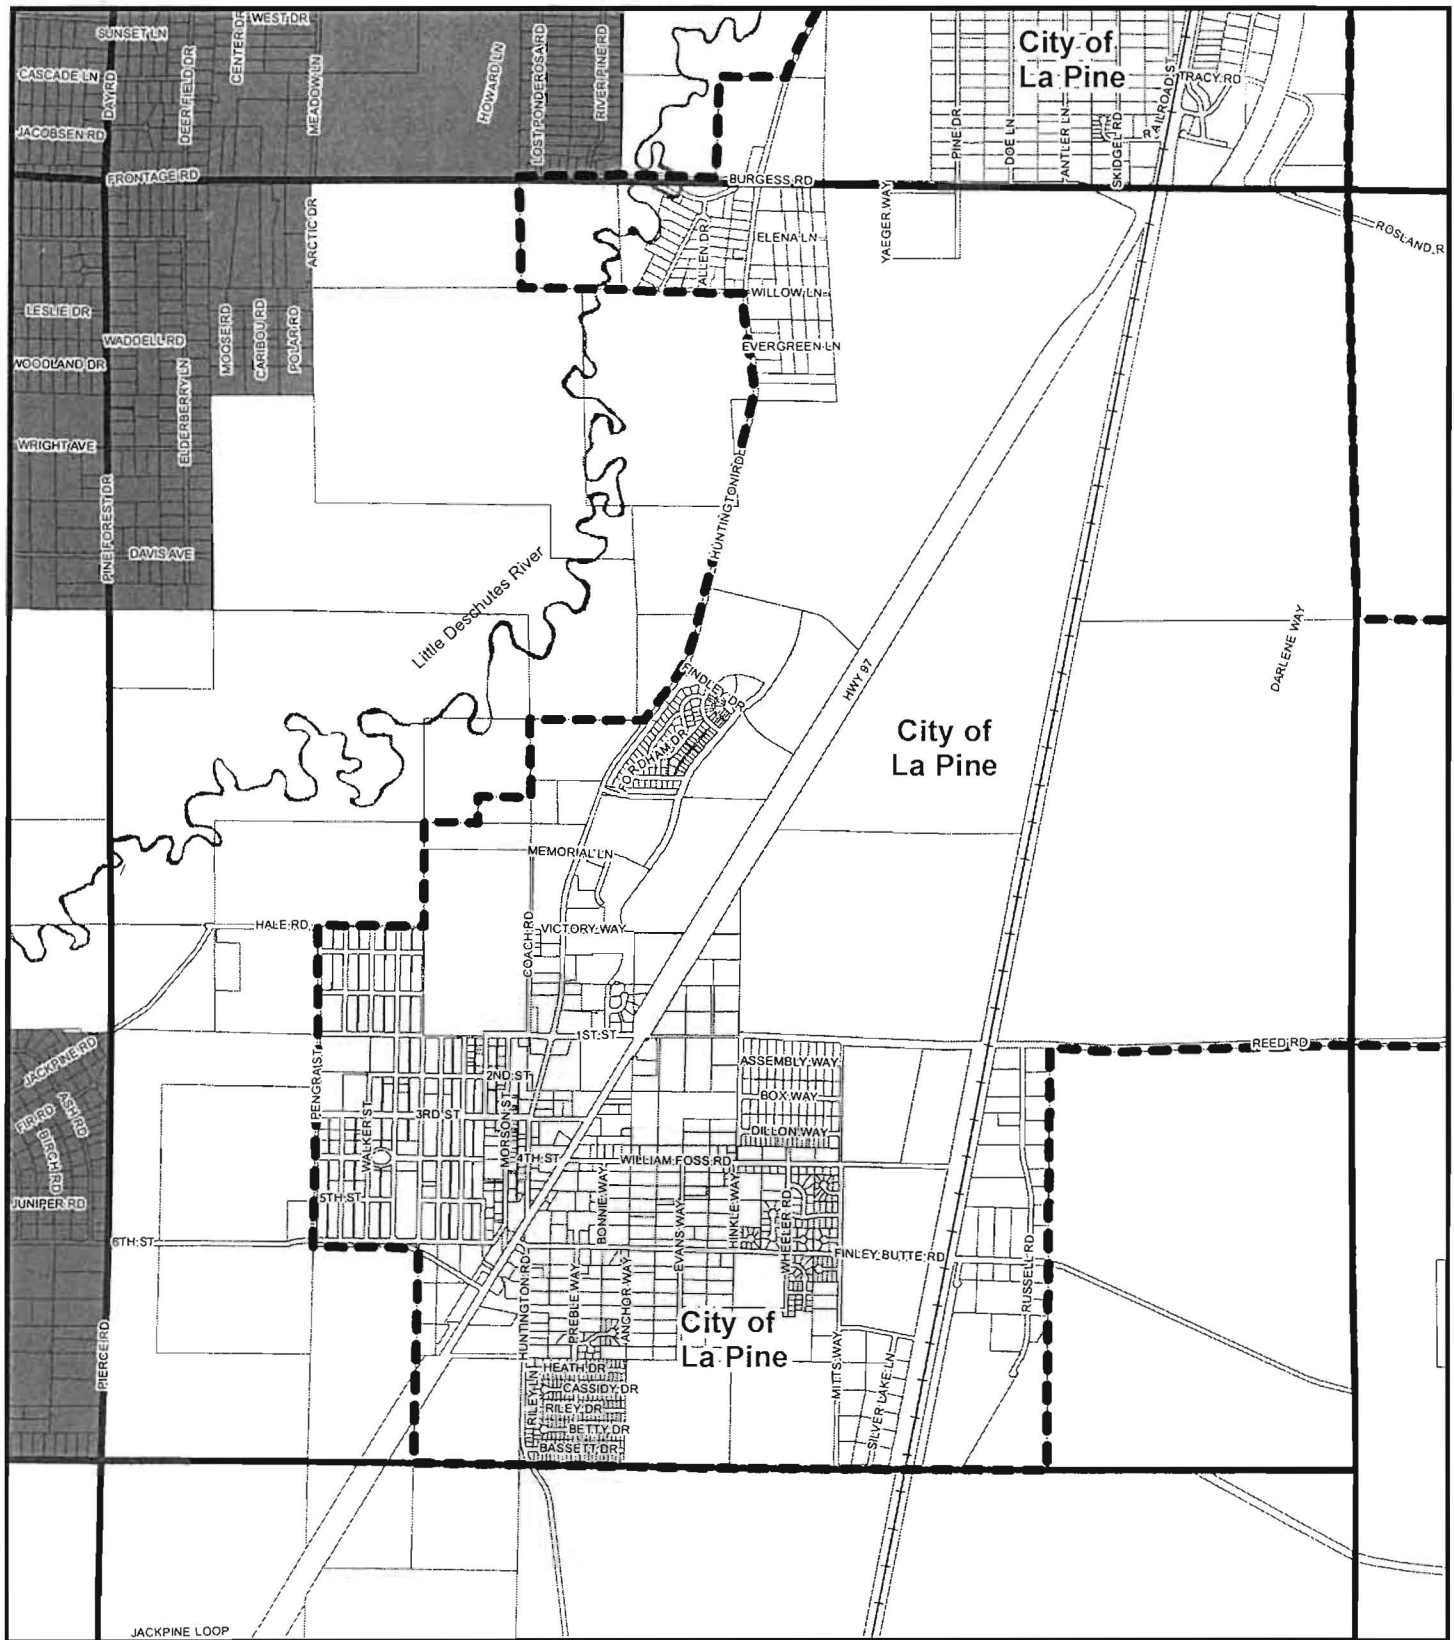 WEST DR
SUNSET LN
CENTER DR
CASCADE LN
DAY RD
DEER FIELD DR
MEADOW LN
HOWARD LN
LOST PONDEROSA RD
RIVER PINE RD
JACOBSEN RD
City of
La Pine
TRACY RD
RAILROAD ST
PINE DR
DOE LN
ANTLER LN
SKIDGEL RD
FRONTAGE RD
BURGESS RD
YAEGER WAY
ARCTIC DR
ALLEN DR
ELENA LN
ROSLAND R
WILLOW LN
LESLIE DR
WADDELL RD
MOOSE RD
CARIBOU RD
POLAR RD
EVERGREEN LN
WOODLAND DR
ELDERBERRY LN
WRIGHT AVE
PINE FOREST DR
DAVIS AVE
HUNTINGTON RD
Little Deschutes River
DARLENE WAY
HWY 97
FINDLEY DR
FORDHAM DR
City of
La Pine
MEMORIAL LN
HALE RD
COACH RD
VICTORY WAY
1ST ST
REED RD
JACKPINE RD
ASH RD
FIR RD
BIRCH RD
JUNIPER RD
PENGRA ST
2ND ST
ASSEMBLY WAY
BOX WAY
DILLON WAY
WALKER ST
3RD ST
MORSON ST
4TH ST
WILLIAM FOSS RD
5TH ST
BONNIE WAY
EVANS WAY
HINKLE WAY
WHEELER RD
6TH ST
FINLEY BUTTE RD
RUSSELL RD
HUNTINGTON RD
PREBLE WAY
ANCHOR WAY
City of
La Pine
PIERCE RD
HEATH DR
CASSIDY DR
RILEY LN
RILEY DR
BETTY DR
BASSETT DR
MITTS WAY
SILVER LAKE LN
JACKPINE LOOP